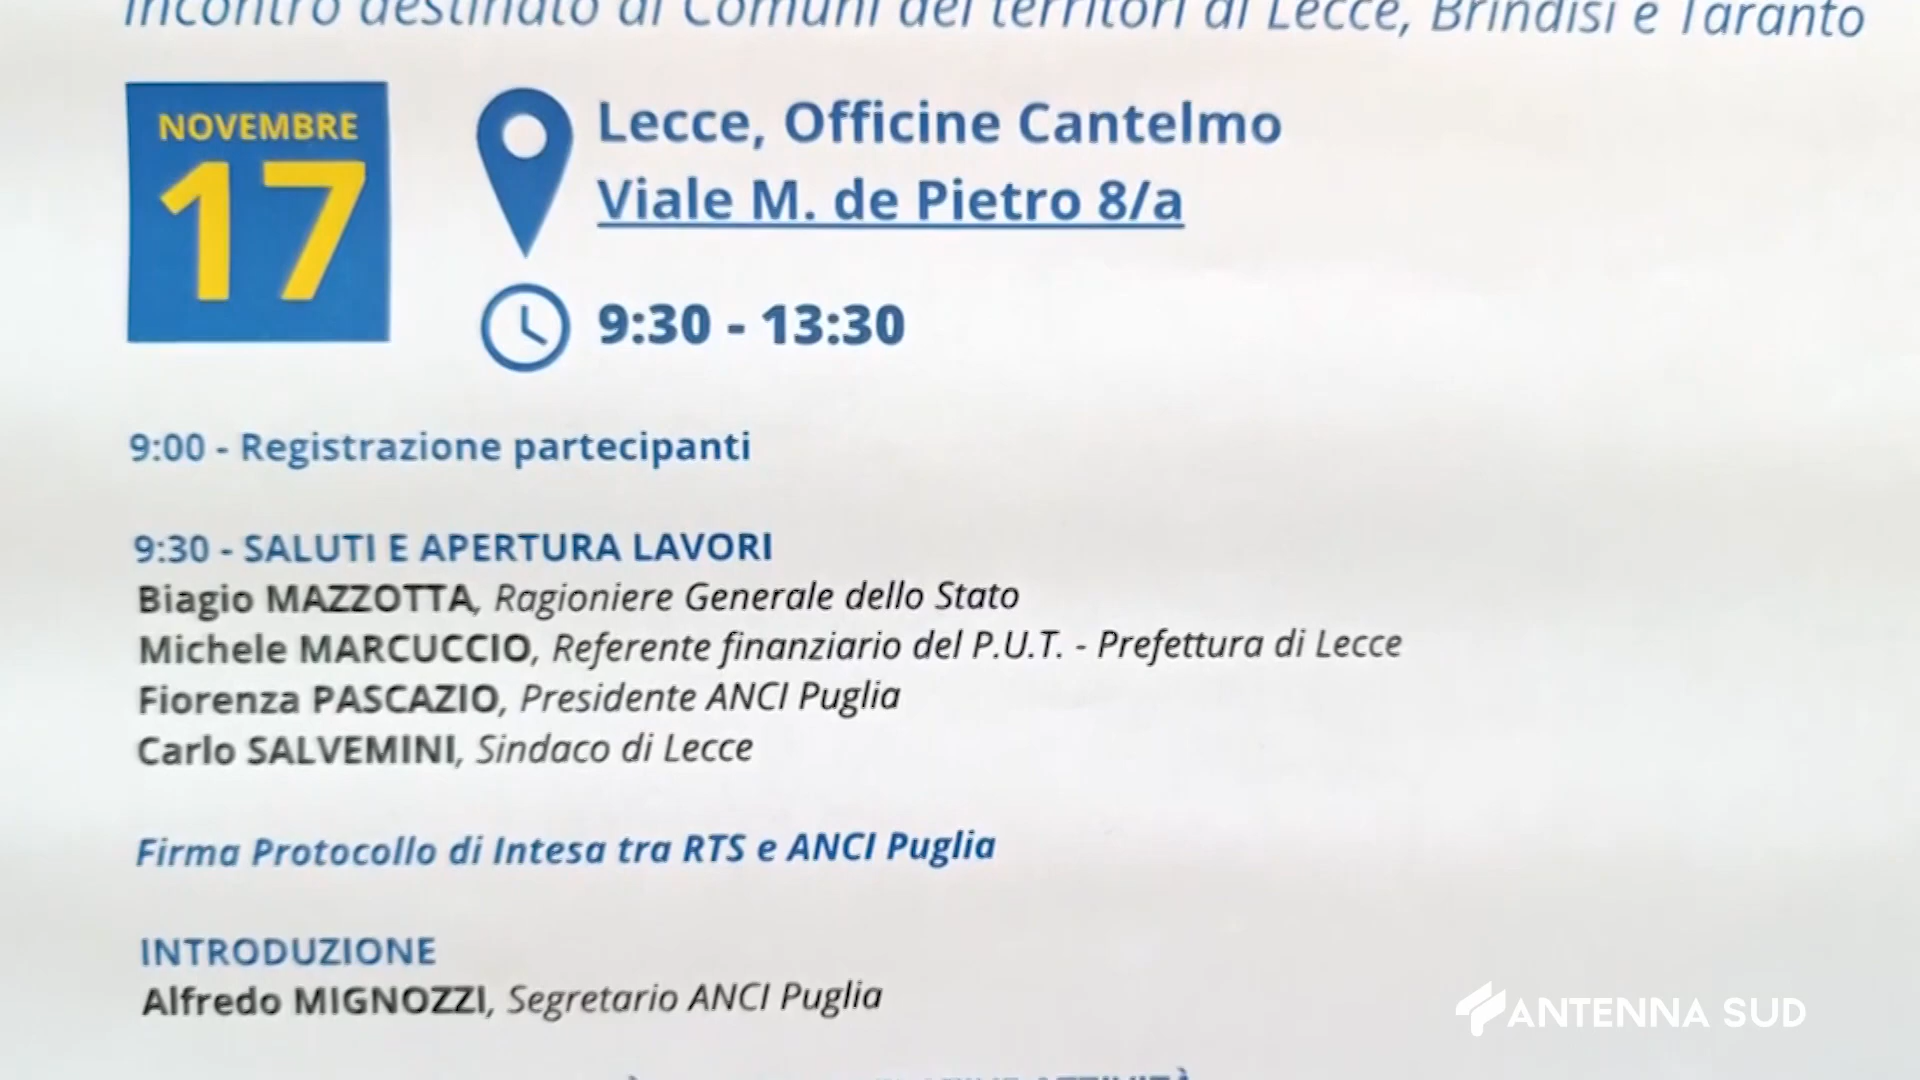 Incontro destinato ai Comuni dei territori di Lecce, Brindisi e Taranto
NOVEMBRE
17
Lecce, Officine Cantelmo
Viale M. de Pietro 8/a
9:30 - 13:30
9:00 - Registrazione partecipanti
9:30 - SALUTI E APERTURA LAVORI
Biagio MAZZOTTA, Ragioniere Generale dello Stato
Michele MARCUCCIO, Referente finanziario del P.U.T. - Prefettura di Lecce
Fiorenza PASCAZIO, Presidente ANCI Puglia
Carlo SALVEMINI, Sindaco di Lecce
Firma Protocollo di Intesa tra RTS e ANCI Puglia
INTRODUZIONE
Alfredo MIGNOZZI, Segretario ANCI Puglia
ANTENNA SUD